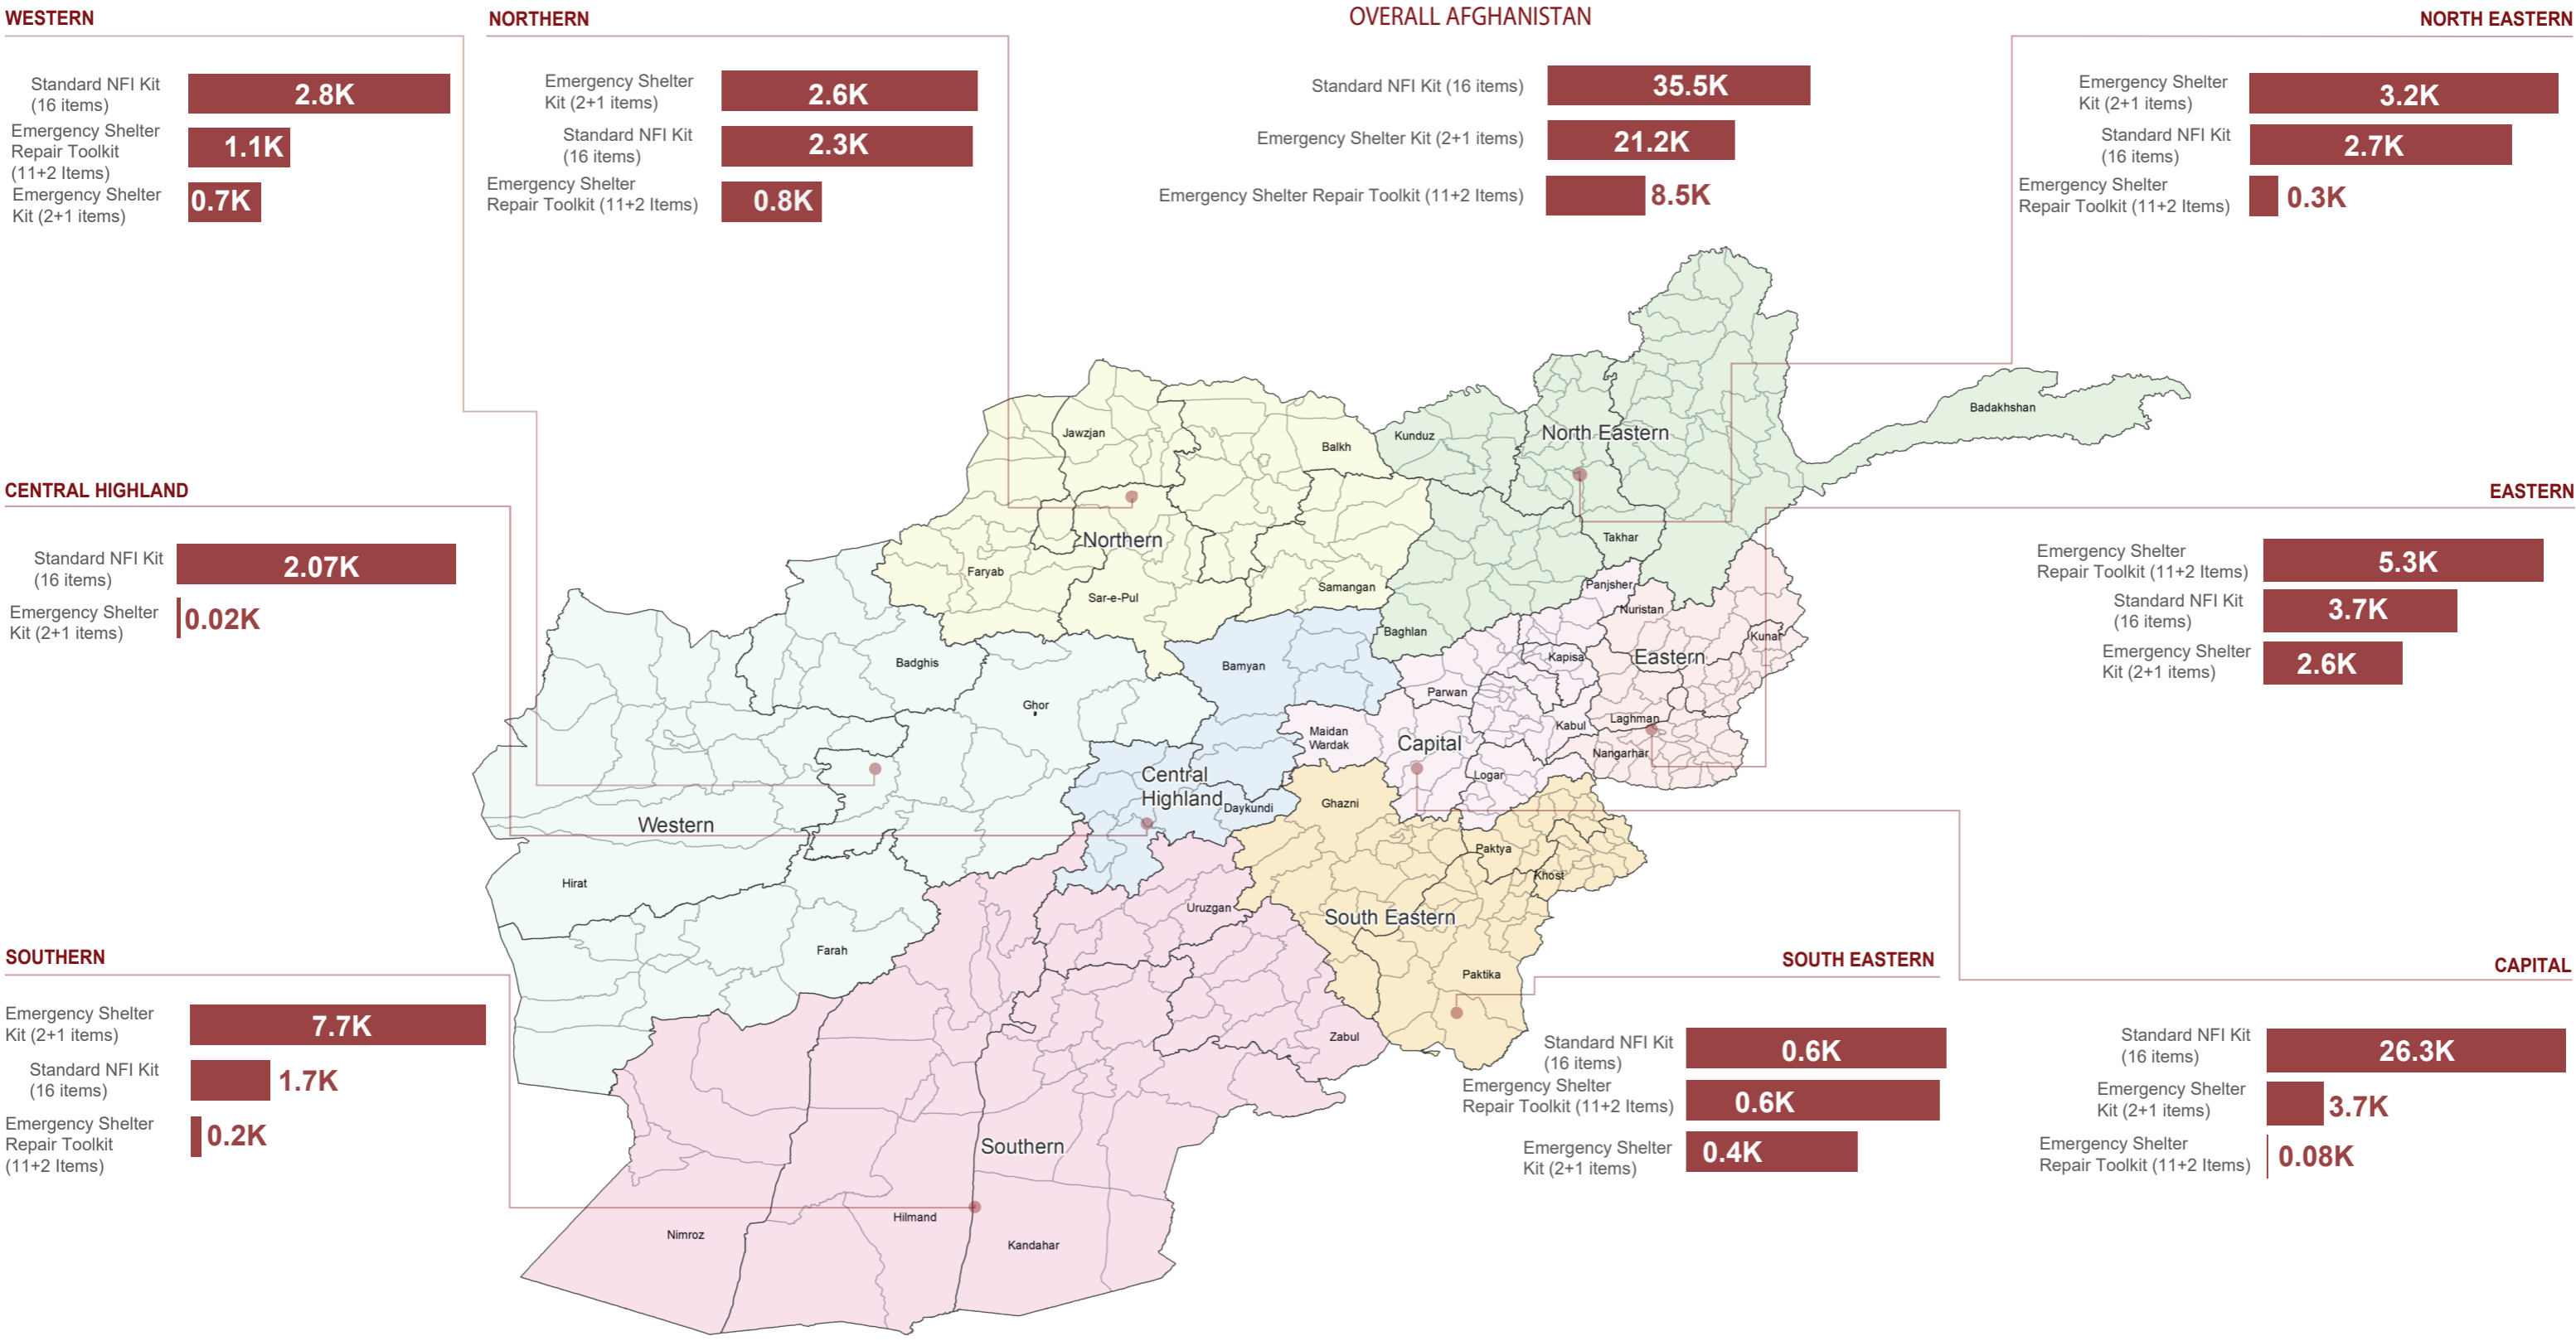 WESTERN
Standard NFI Kit
(16 items)
2.8K
Emergency Shelter
Repair Toolkit
(11+2 Items)
1.1K
Emergency Shelter
Kit (2+1 items)
0.7K
NORTHERN
Emergency Shelter
Kit (2+1 items)
2.6K
Standard NFI Kit
(16 items)
2.3K
Emergency Shelter
Repair Toolkit (11+2 Items)
0.8K
OVERALL AFGHANISTAN
Standard NFI Kit (16 items)
35.5K
Emergency Shelter Kit (2+1 items)
21.2K
Emergency Shelter Repair Toolkit (11+2 Items)
8.5K
NORTH EASTERN
Emergency Shelter
Kit (2+1 items)
3.2K
Standard NFI Kit
(16 items)
2.7K
Emergency Shelter
Repair Toolkit (11+2 Items)
0.3K
CENTRAL HIGHLAND
Standard NFI Kit
(16 items)
2.07K
Emergency Shelter
Kit (2+1 items)
0.02K
EASTERN
Emergency Shelter
Repair Toolkit (11+2 Items)
5.3K
Standard NFI Kit
(16 items)
3.7K
Emergency Shelter
Kit (2+1 items)
2.6K
Badakhshan
Jawzjan
Balkh
Kunduz
North Eastern
Northern
Takhar
Faryab
Sar-e-Pul
Samangan
Panjsher
Nuristan
Baghlan
Kunar
Badghis
Bamyan
Kapisa
Eastern
Ghor
Parwan
Laghman
Kabul
Maidan
Wardak
Capital
Nangarhar
Logar
Central
Highland
Daykundi
Ghazni
Western
Paktya
Khost
Hirat
Uruzgan
South Eastern
Farah
Paktika
Zabul
Southern
Hilmand
Nimroz
Kandahar
SOUTHERN
Emergency Shelter
Kit (2+1 items)
7.7K
Standard NFI Kit
(16 items)
1.7K
Emergency Shelter
Repair Toolkit
(11+2 Items)
0.2K
SOUTH EASTERN
Standard NFI Kit
(16 items)
0.6K
Emergency Shelter
Repair Toolkit (11+2 Items)
0.6K
Emergency Shelter
Kit (2+1 items)
0.4K
CAPITAL
Standard NFI Kit
(16 items)
26.3K
Emergency Shelter
Kit (2+1 items)
3.7K
Emergency Shelter
Repair Toolkit (11+2 Items)
0.08K